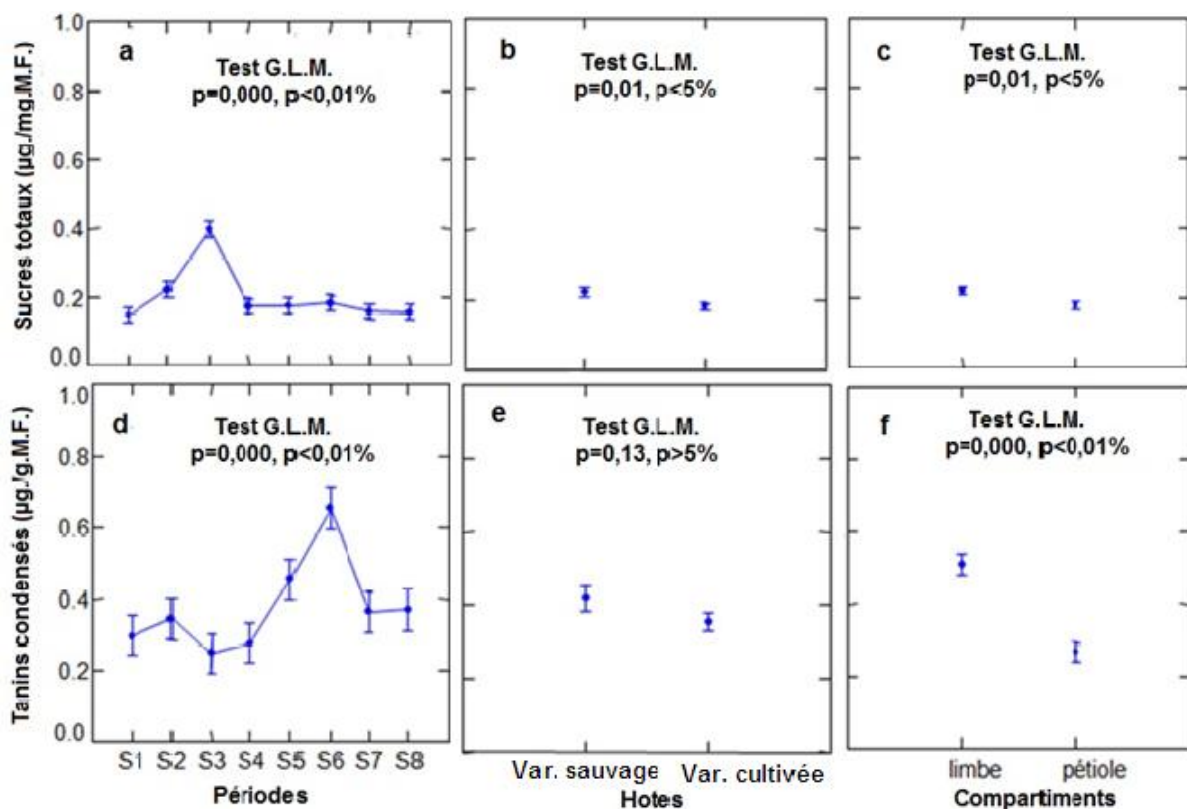 a
Test G.L.M.
p=0,000, p<0,01%
b
Test G.L.M.
p=0,01, p<5%
c
Test G.L.M.
p=0,01, p<5%
Sucres totaux (µg./mg.M.F.)
1.0
0.8
0.6
0.4
0.2
0.0
d
Test G.L.M.
p=0,000, p<0,01%
e
Test G.L.M.
p=0,13, p>5%
f
Test G.L.M.
p=0,000, p<0,01%
Tanins condensés (µg./g.M.F.)
1.0
0.8
0.6
0.4
0.2
0.0
S1 S2 S3 S4 S5 S6 S7 S8
Périodes
Var. sauvage Var. cultivée
Hotes
limbe pétiole
Compartiments